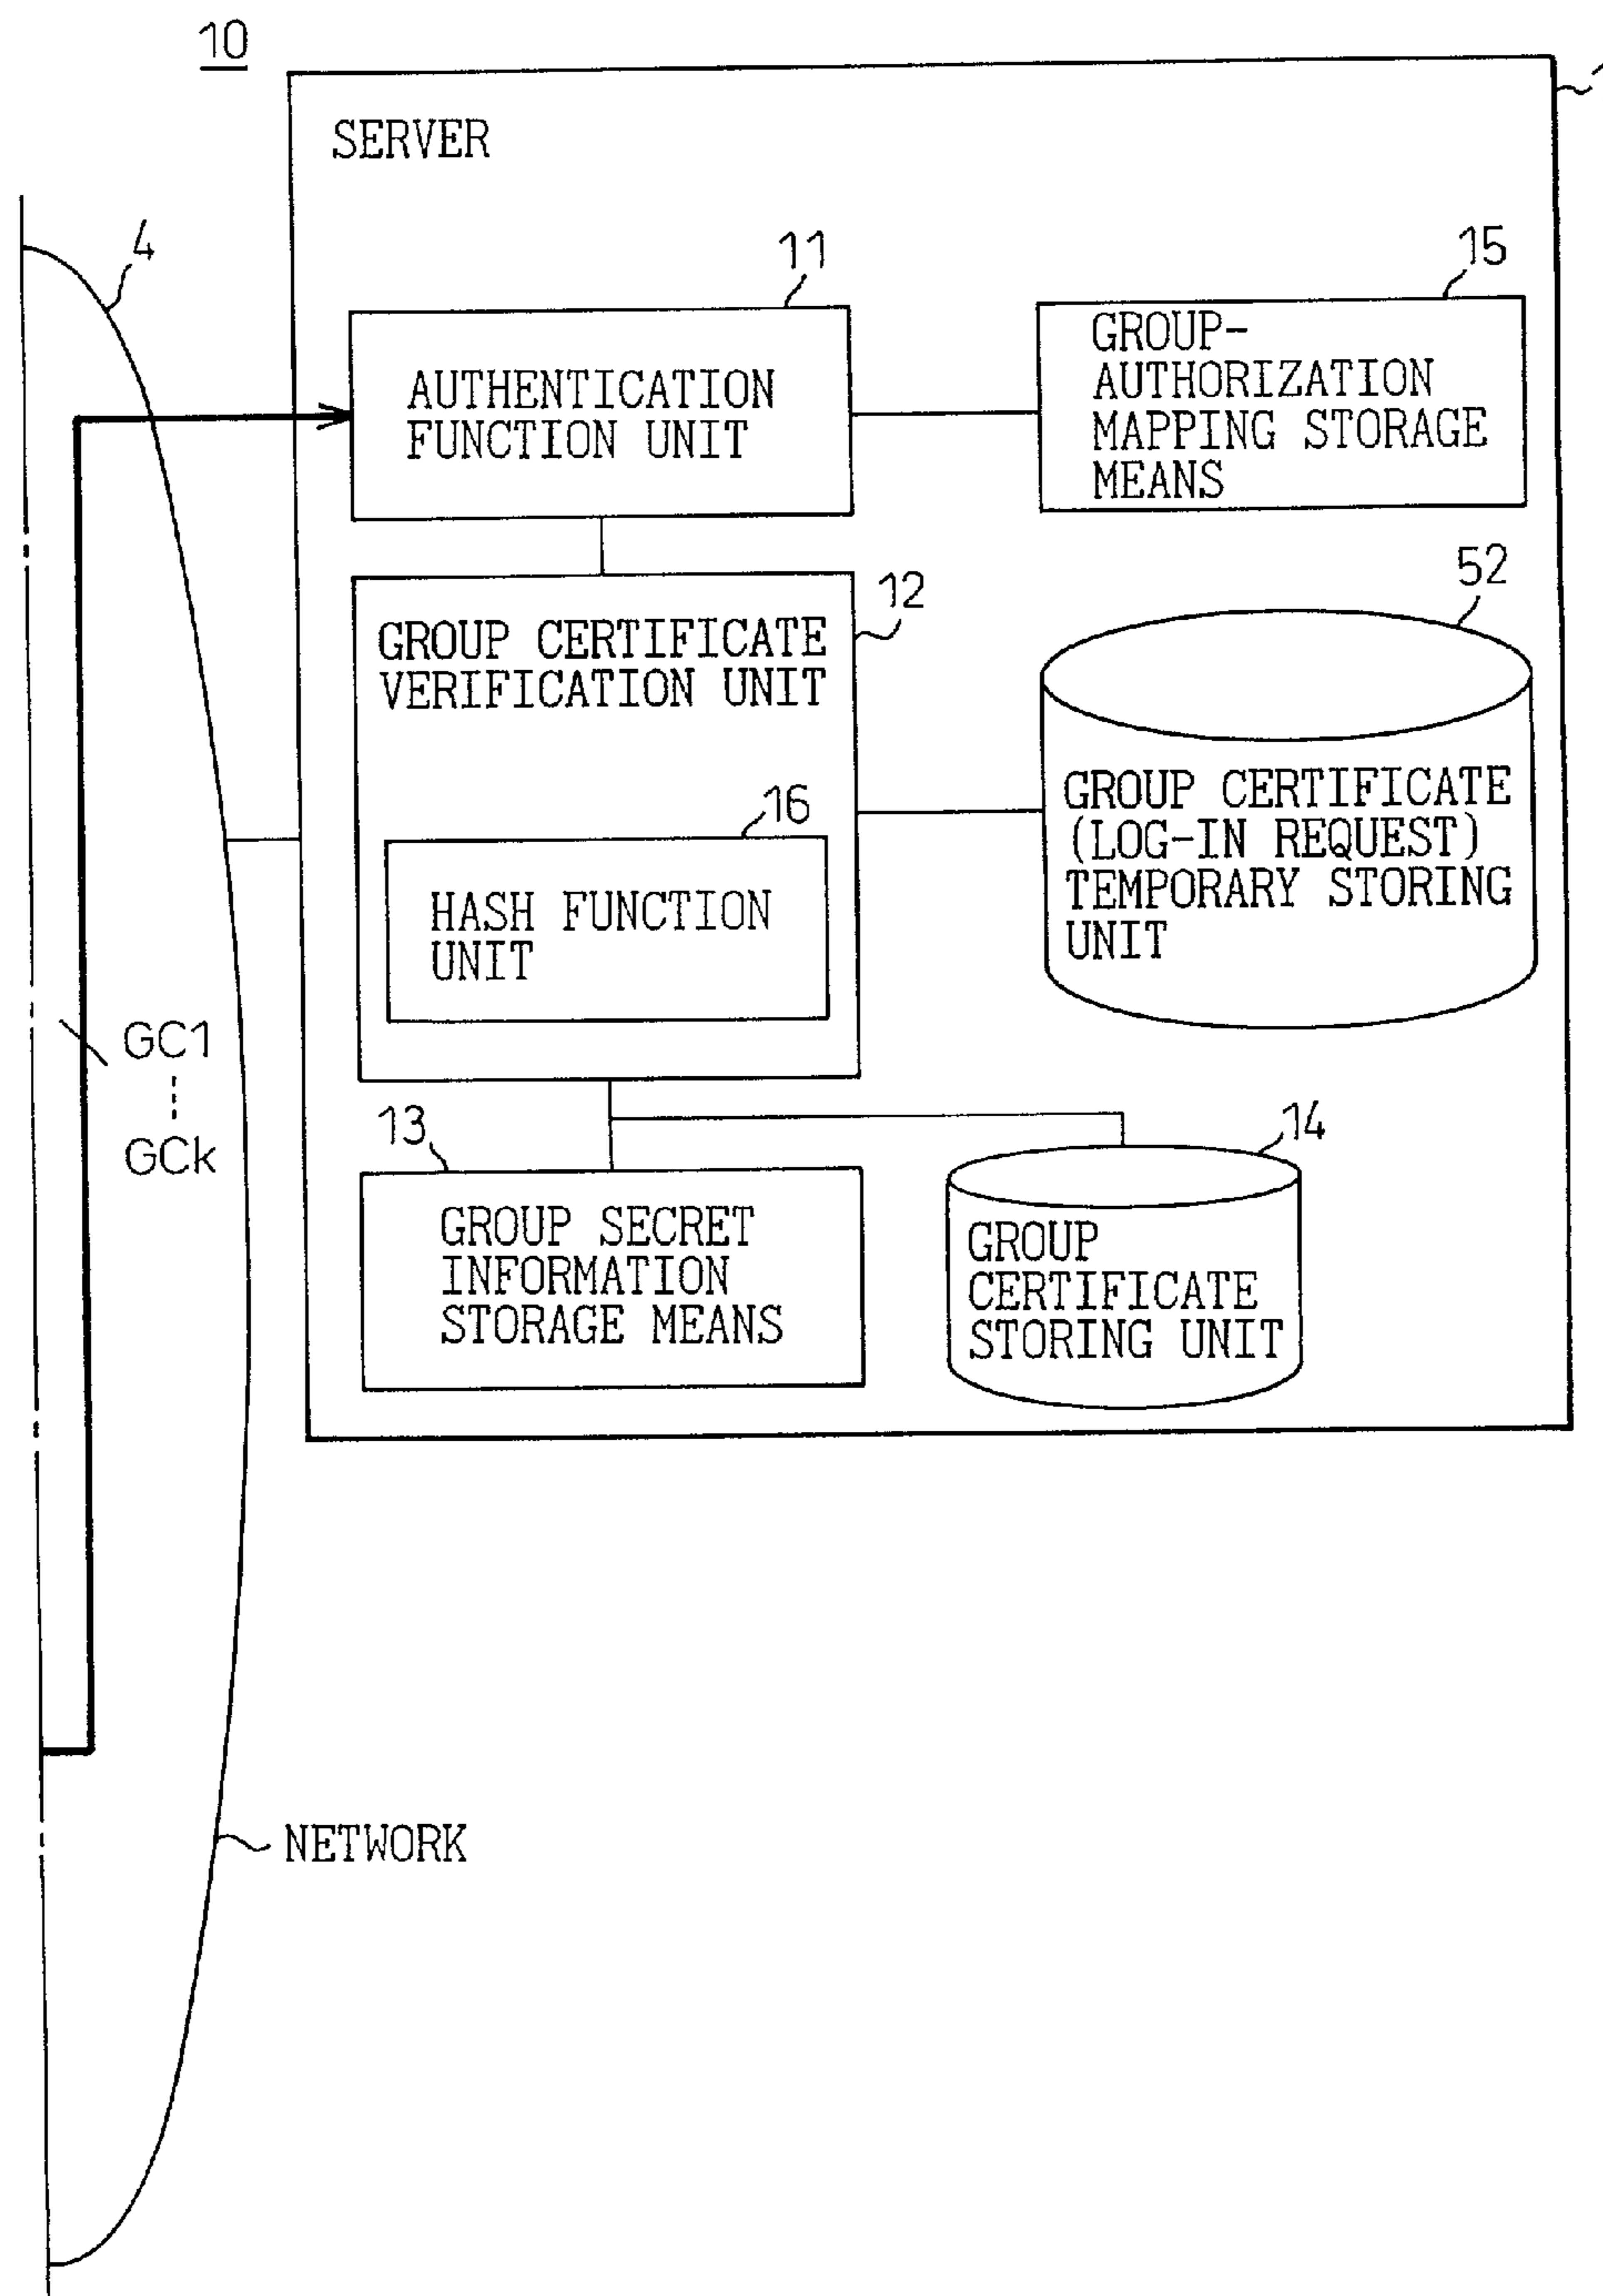 10
SERVER
4
11
15
AUTHENTICATION
FUNCTION UNIT
GROUP-
AUTHORIZATION
MAPPING STORAGE
MEANS
12
52
GROUP CERTIFICATE
VERIFICATION UNIT
16
HASH FUNCTION
UNIT
GROUP CERTIFICATE
(LOG-IN REQUEST)
TEMPORARY STORING
UNIT
GC1
GCk
13
14
GROUP SECRET
INFORMATION
STORAGE MEANS
GROUP
CERTIFICATE
STORING UNIT
NETWORK